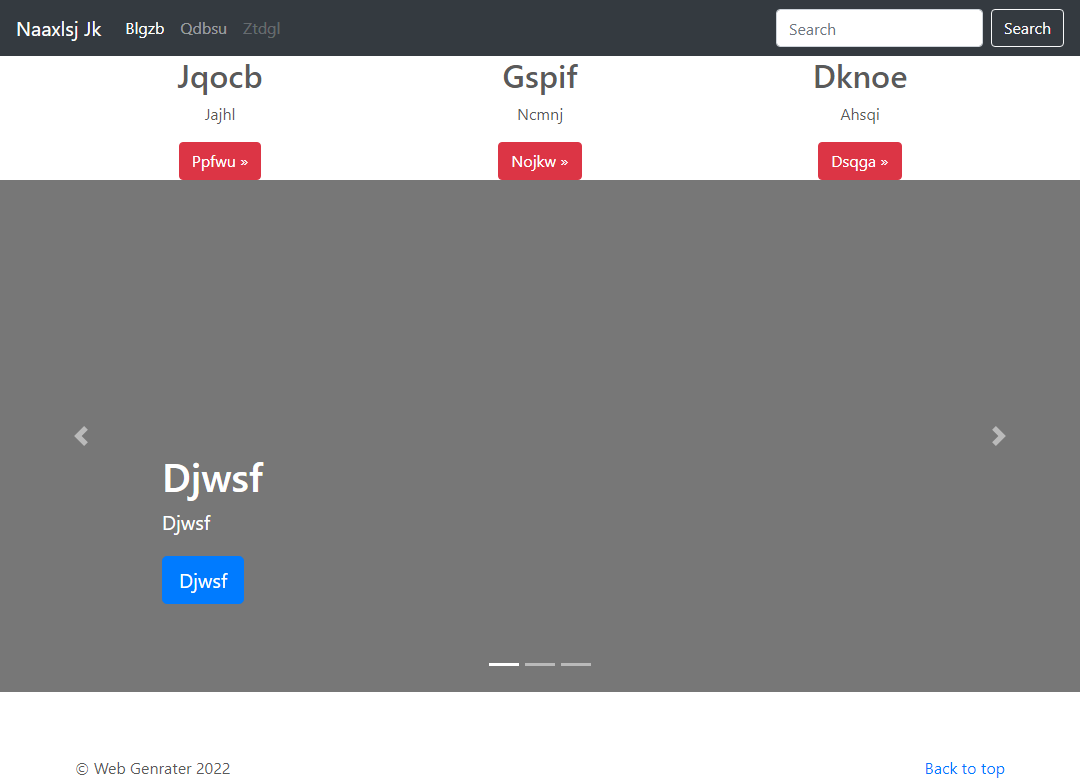 Naaxlsj Jk Blgzb Qdbsu Ztdgl Search Search
Jqocb Gspif Dknoe
Jajhl Ncmnj Ahsqi
Ppfwu » Nojkw » Dsqga »
Djwsf
Djwsf
Djwsf
© Web Genrater 2022 Back to top